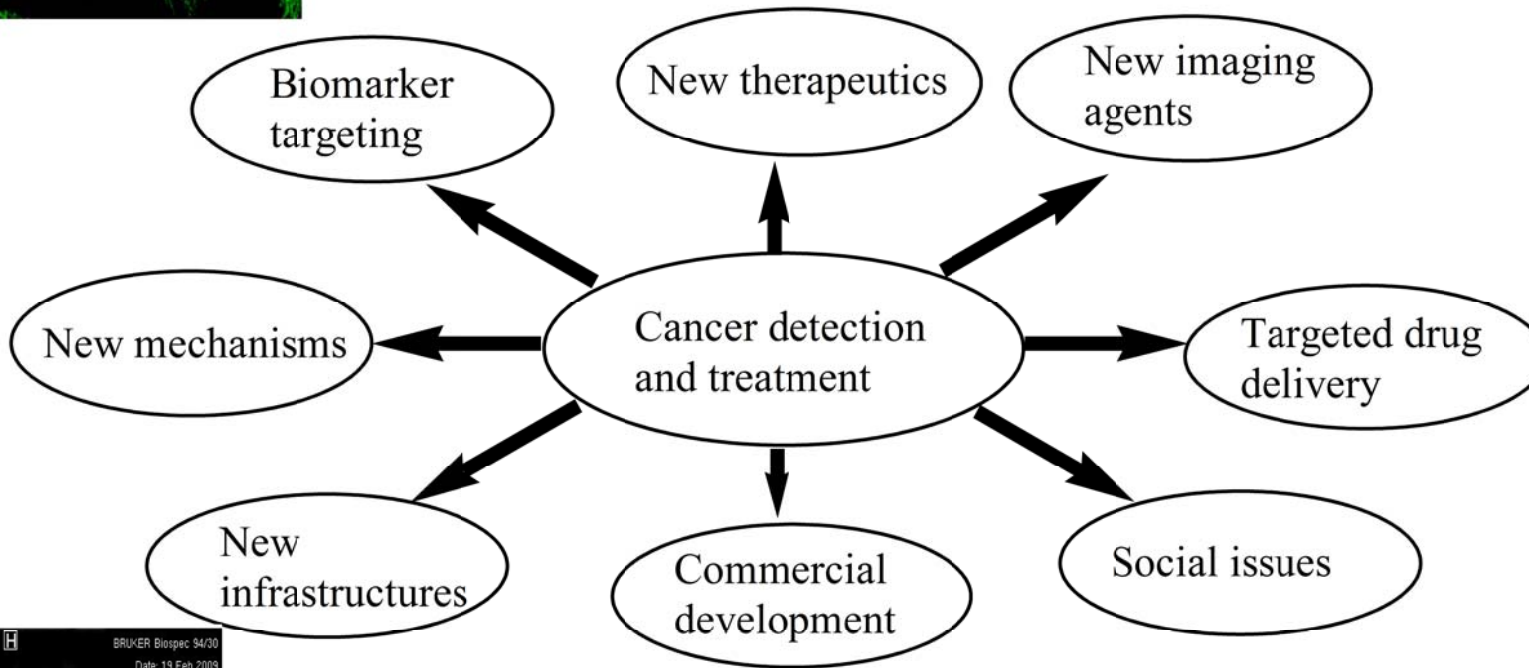 Biomarker
targeting
New therapeutics
New imaging
agents
New mechanisms
Cancer detection
and treatment
Targeted drug
delivery
New
infrastructures
Commercial
development
Social issues
H
BRUKER Biospec 94/30
Date: 19 Feb 2009